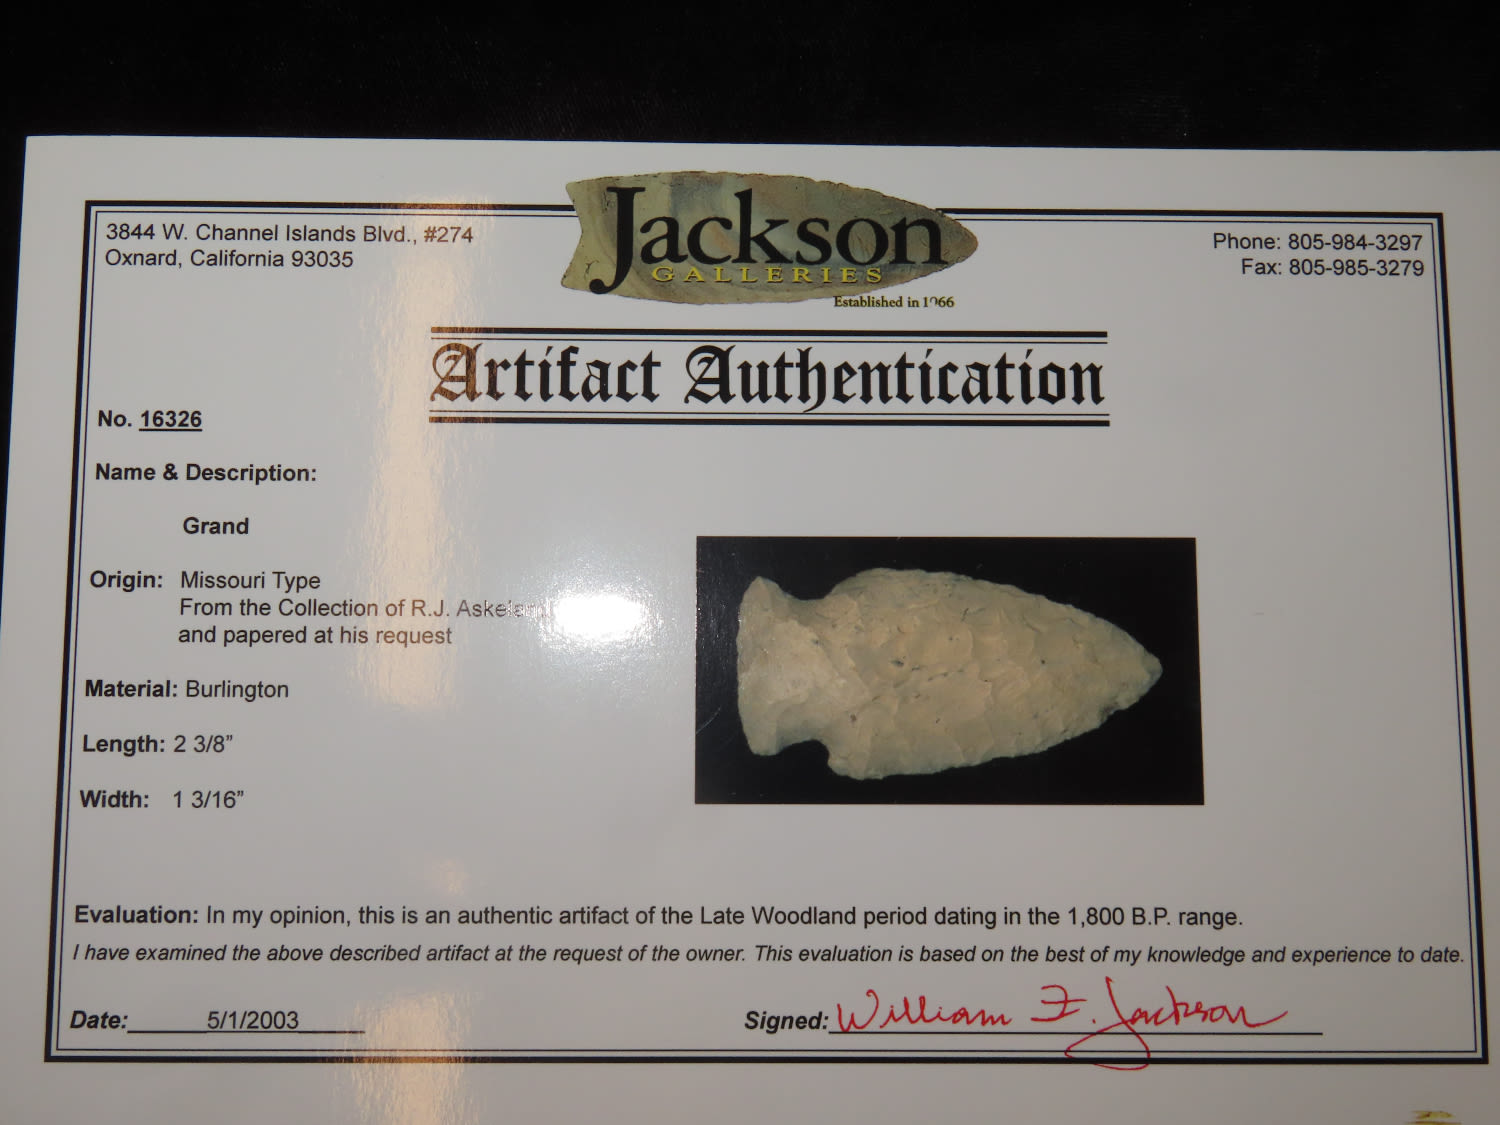 3844 W. Channel Islands Blvd., #274
Oxnard, California 93035
Jackson
GALLERIES
Established in 1966
Phone: 805-984-3297
Fax: 805-985-3279
Artifact Authentication
No. 16326
Name & Description:
Grand
Origin: Missouri Type
From the Collection of R.J. Askeland
and papered at his request
Material: Burlington
Length: 2 3/8”
Width: 1 3/16”
Evaluation: In my opinion, this is an authentic artifact of the Late Woodland period dating in the 1,800 B.P. range.
I have examined the above described artifact at the request of the owner. This evaluation is based on the best of my knowledge and experience to date.
Date: 5/1/2003
Signed: William F. Jackson